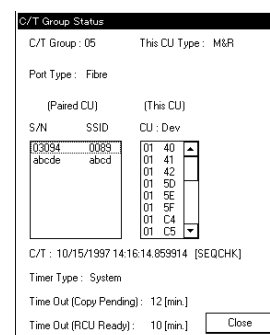 C/T Group Status
C/T Group : 05 This CU Type : M&R
Port Type : Fibre
(Paired CU) (This CU)
S/N SSID CU : Dev
03094 0089 01 40
abcde abcd 01 41
01 42
01 5D
01 5E
01 5F
01 C4
01 C5
C/T : 10/15/1997 14:16:14.859914 [SEQCHK]
Timer Type : System
Time Out (Copy Pending) : 12 [min.]
Time Out (RCU Ready) : 10 [min.] Close